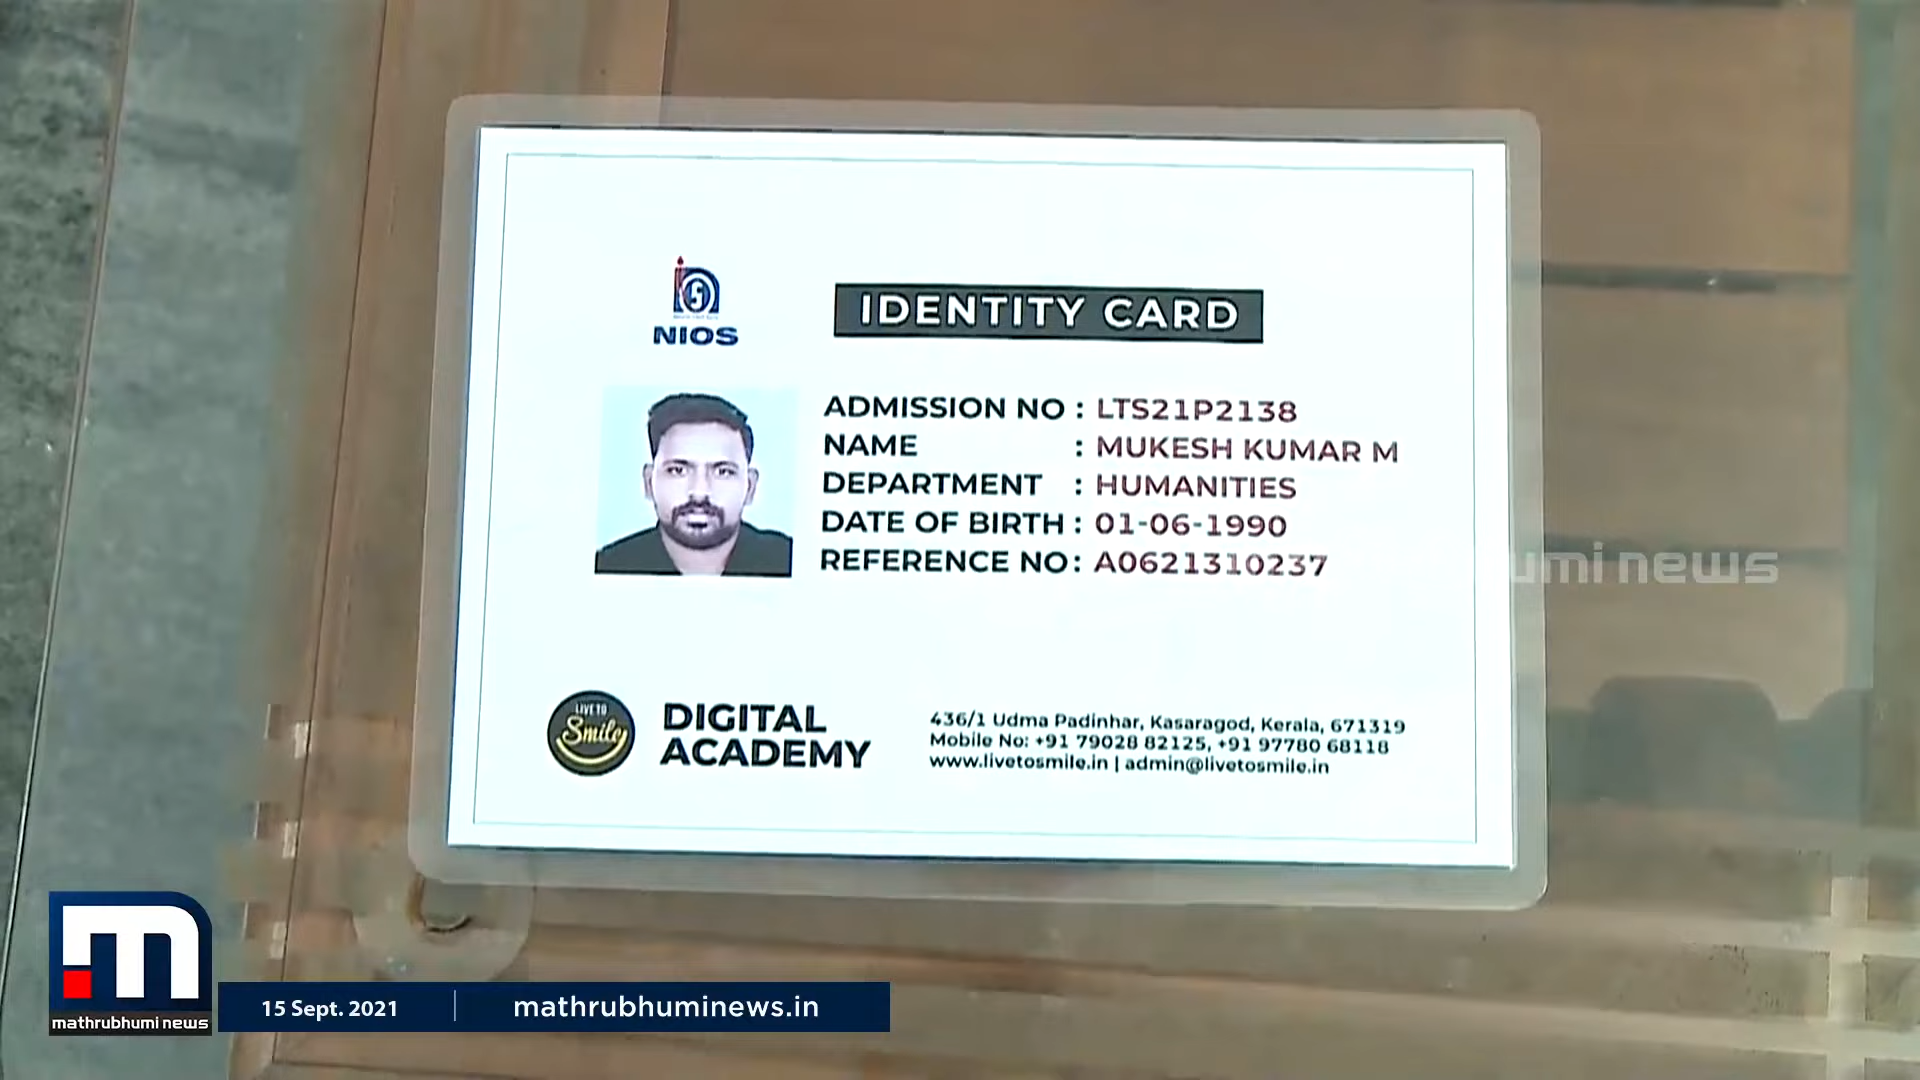 NIOS
IDENTITY CARD
ADMISSION NO : LTS21P2138
NAME : MUKESH KUMAR M
DEPARTMENT : HUMANITIES
DATE OF BIRTH : 01-06-1990
REFERENCE NO : A0621310237
umi news
LIVE TO
Smile
DIGITAL
ACADEMY
436/1 Udma Padinhar, Kasaragod, Kerala, 671319
Mobile No: +91 79028 82125, +91 97780 68118
www.livetosmile.in | admin@livetosmile.in
mathrubhumi news
15 Sept. 2021
mathrubhuminews.in